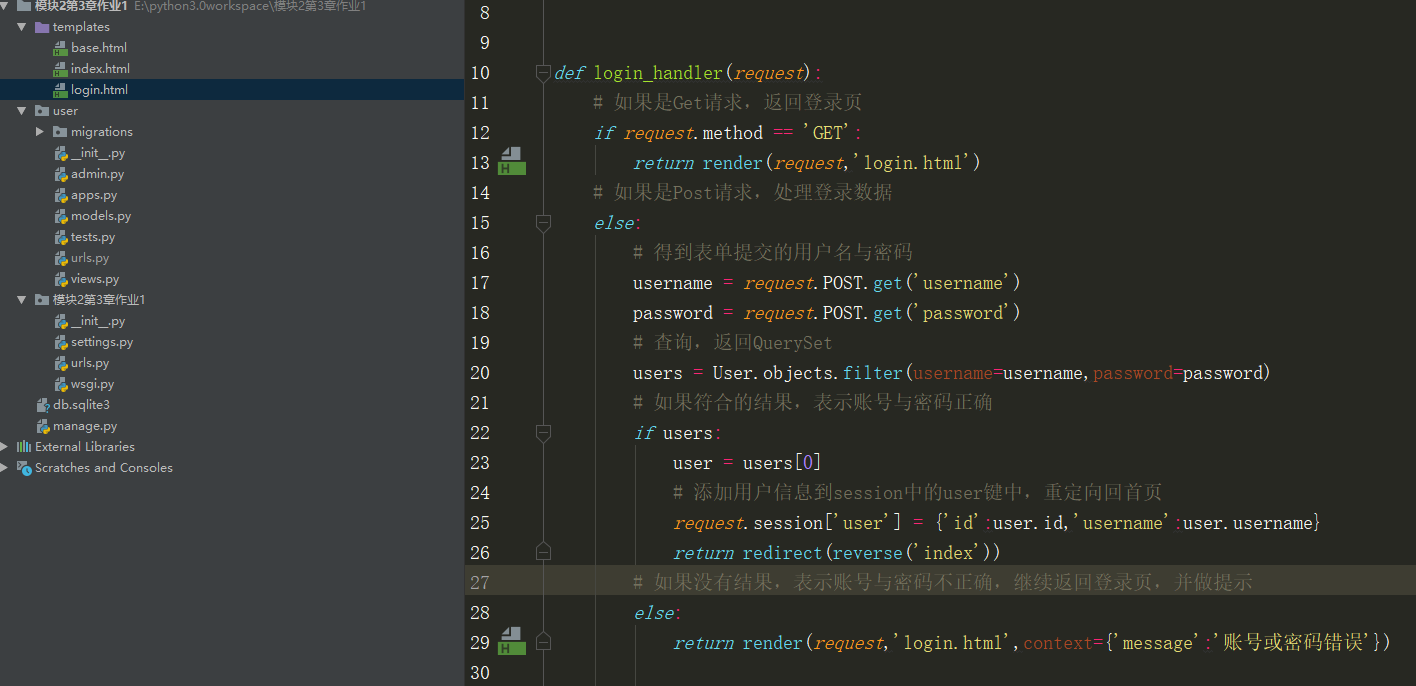 模块2第3章作业1 E:\python3.0workspace\模块2第3章作业1
templates
base.html
index.html
login.html
user
migrations
__init__.py
admin.py
apps.py
models.py
tests.py
urls.py
views.py
模块2第3章作业1
__init__.py
settings.py
urls.py
wsgi.py
db.sqlite3
manage.py
External Libraries
Scratches and Consoles
8
9
10 def login_handler(request):
11 # 如果是Get请求，返回登录页
12 if request.method == 'GET':
13 return render(request,'login.html')
14 # 如果是Post请求，处理登录数据
15 else:
16 # 得到表单提交的用户名与密码
17 username = request.POST.get('username')
18 password = request.POST.get('password')
19 # 查询，返回QuerySet
20 users = User.objects.filter(username=username,password=password)
21 # 如果符合的结果，表示账号与密码正确
22 if users:
23 user = users[0]
24 # 添加用户信息到session中的user键中，重定向回首页
25 request.session['user'] = {'id':user.id,'username':user.username}
26 return redirect(reverse('index'))
27 # 如果没有结果，表示账号与密码不正确，继续返回登录页，并做提示
28 else:
29 return render(request,'login.html',context={'message':'账号或密码错误'})
30